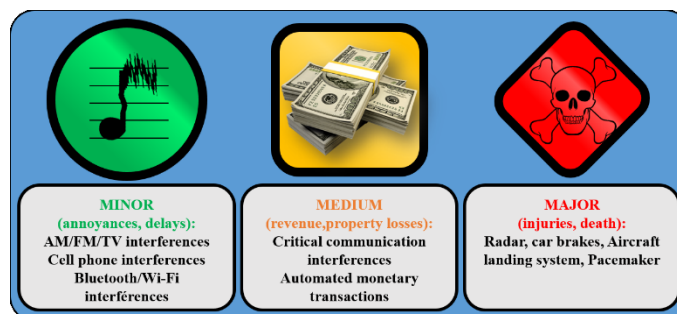 MINOR
(annoyances, delays):
AM/FM/TV interferences
Cell phone interferences
Bluetooth/Wi-Fi
interférences
MEDIUM
(revenue,property losses):
Critical communication
interferences
Automated monetary
transactions
MAJOR
(injuries, death):
Radar, car brakes, Aircraft
landing system, Pacemaker